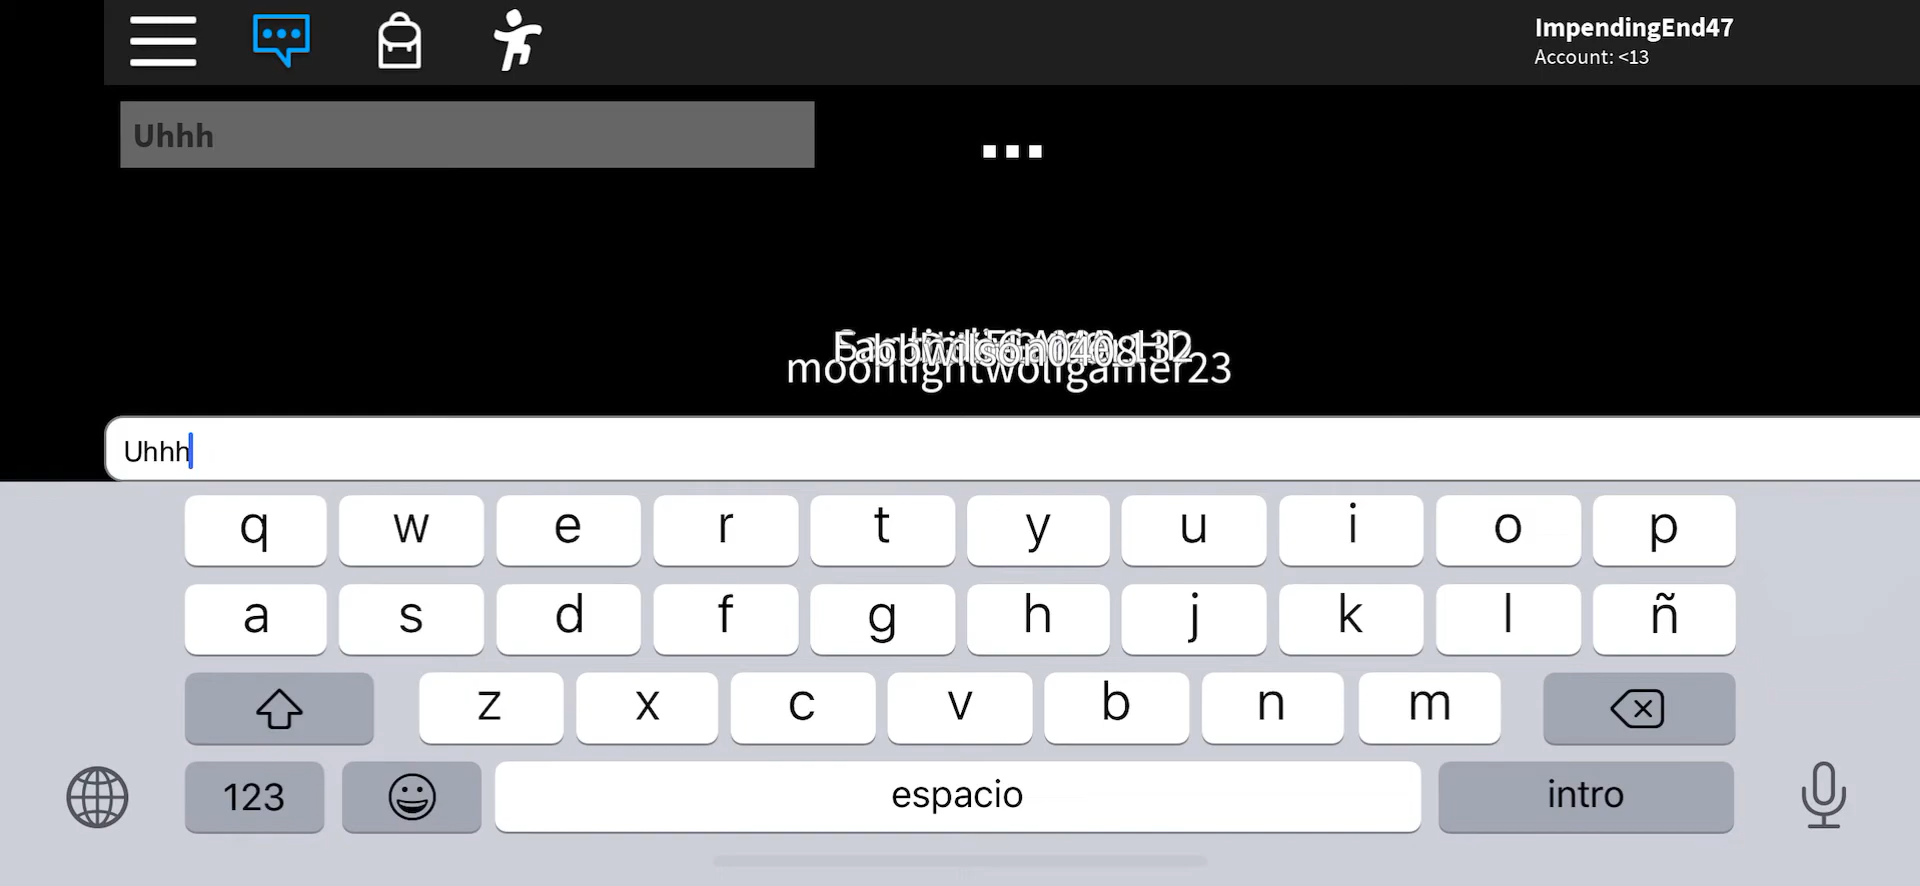 ImpendingEnd47
Account: <13
Uhhh
moonlightwolfgamer23
Uhhh
q w e r t y u i o p
a s d f g h j k l ñ
z x c v b n m
123 espacio intro